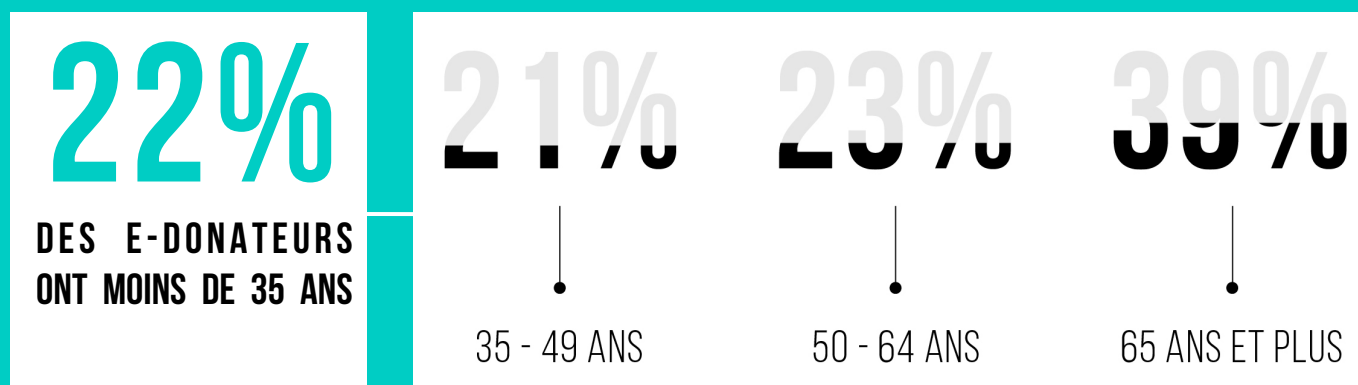 22%
DES E-DONATEURS
ONT MOINS DE 35 ANS
21%
35 - 49 ANS
23%
50 - 64 ANS
39%
65 ANS ET PLUS